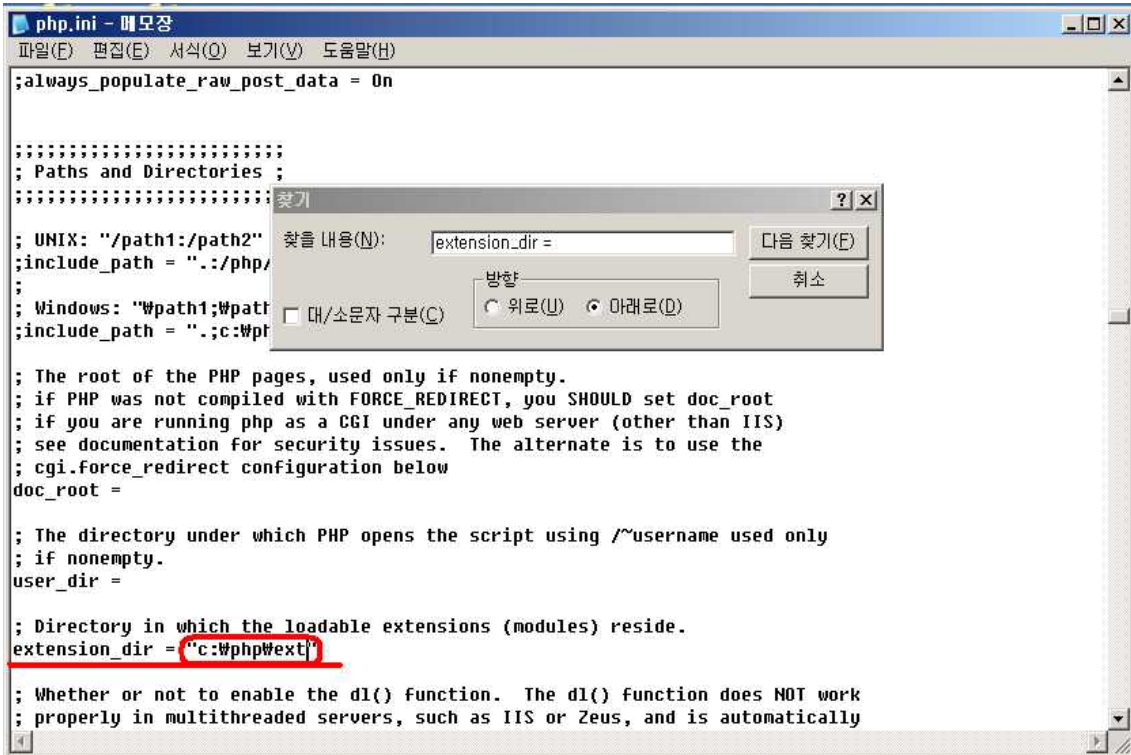 php.ini - 메모장
파일(F) 편집(E) 서식(O) 보기(V) 도움말(H)
;always_populate_raw_post_data = On
;;;;;;;;;;;;;;;;;;;;;;;;;
; Paths and Directories ;
;;;;;;;;;;;;;;;;;;;;;;;;
찾기
; UNIX: "/path1:/path2"
찾을 내용(N):
extension_dir =
다음 찾기(F)
;include_path = ".:/php/
방향
취소
;
; Windows: "₩path1;₩path
대/소문자 구분(C)
위로(U)
아래로(D)
;include_path = ".;c:₩ph
; The root of the PHP pages, used only if nonempty.
; if PHP was not compiled with FORCE_REDIRECT, you SHOULD set doc_root
; if you are running php as a CGI under any web server (other than IIS)
; see documentation for security issues.  The alternate is to use the
; cgi.force_redirect configuration below
doc_root =
; The directory under which PHP opens the script using /~username used only
; if nonempty.
user_dir =
; Directory in which the loadable extensions (modules) reside.
extension_dir = "c:₩php₩ext"
; Whether or not to enable the dl() function.  The dl() function does NOT work
; properly in multithreaded servers, such as IIS or Zeus, and is automatically